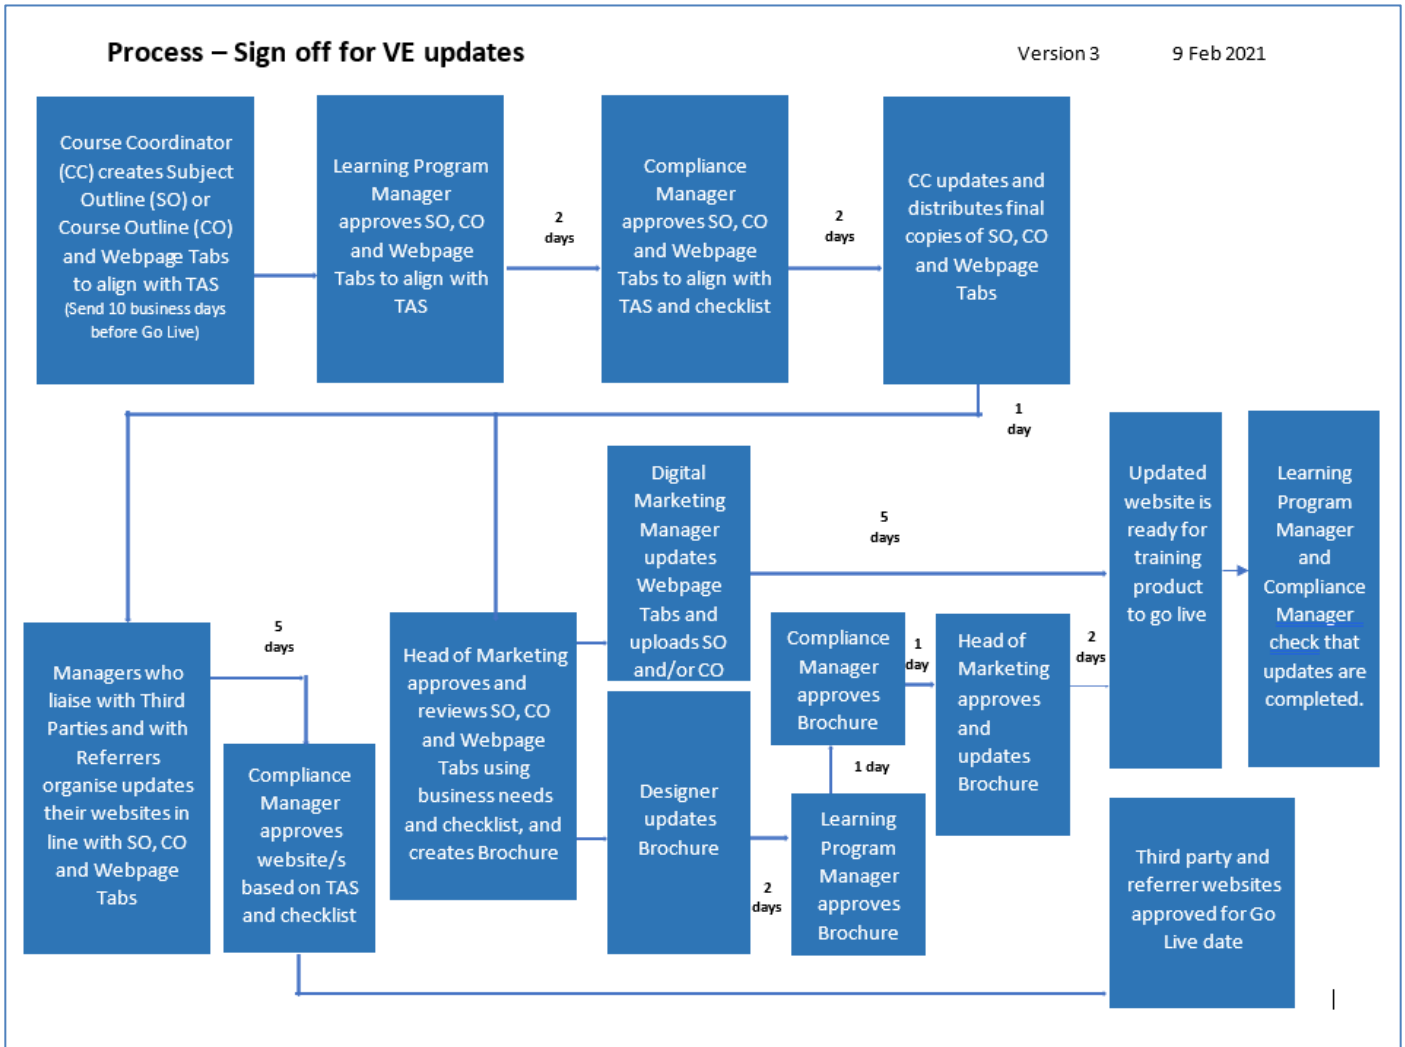 Process – Sign off for VE updates
Version 3
9 Feb 2021
Course Coordinator
(CC) creates Subject
Outline (SO) or
Course Outline (CO)
and Webpage Tabs
to align with TAS
(Send 10 business days
before Go Live)
Learning Program
Manager
approves SO, CO
and Webpage
Tabs to align with
TAS
2
days
Compliance
Manager
approves SO, CO
and Webpage
Tabs to align with
TAS and checklist
2
days
CC updates and
distributes final
copies of SO, CO
and Webpage
Tabs
1
day
Managers who
liaise with Third
Parties and with
Referrers
organise updates
their websites in
line with SO, CO
and Webpage
Tabs
5
days
Compliance
Manager
approves
website/s
based on TAS
and checklist
Head of Marketing
approves and
reviews SO, CO
and Webpage
Tabs using
business needs
and checklist, and
creates Brochure
Digital
Marketing
Manager
updates
Webpage
Tabs and
uploads SO
and/or CO
5
days
Designer
updates
Brochure
2
days
Learning
Program
Manager
approves
Brochure
1 day
Compliance
Manager
approves
Brochure
1
day
Head of
Marketing
approves
and
updates
Brochure
2
days
Updated
website is
ready for
training
product
to go live
Learning
Program
Manager
and
Compliance
Manager
check that
updates are
completed.
Third party and
referrer websites
approved for Go
Live date